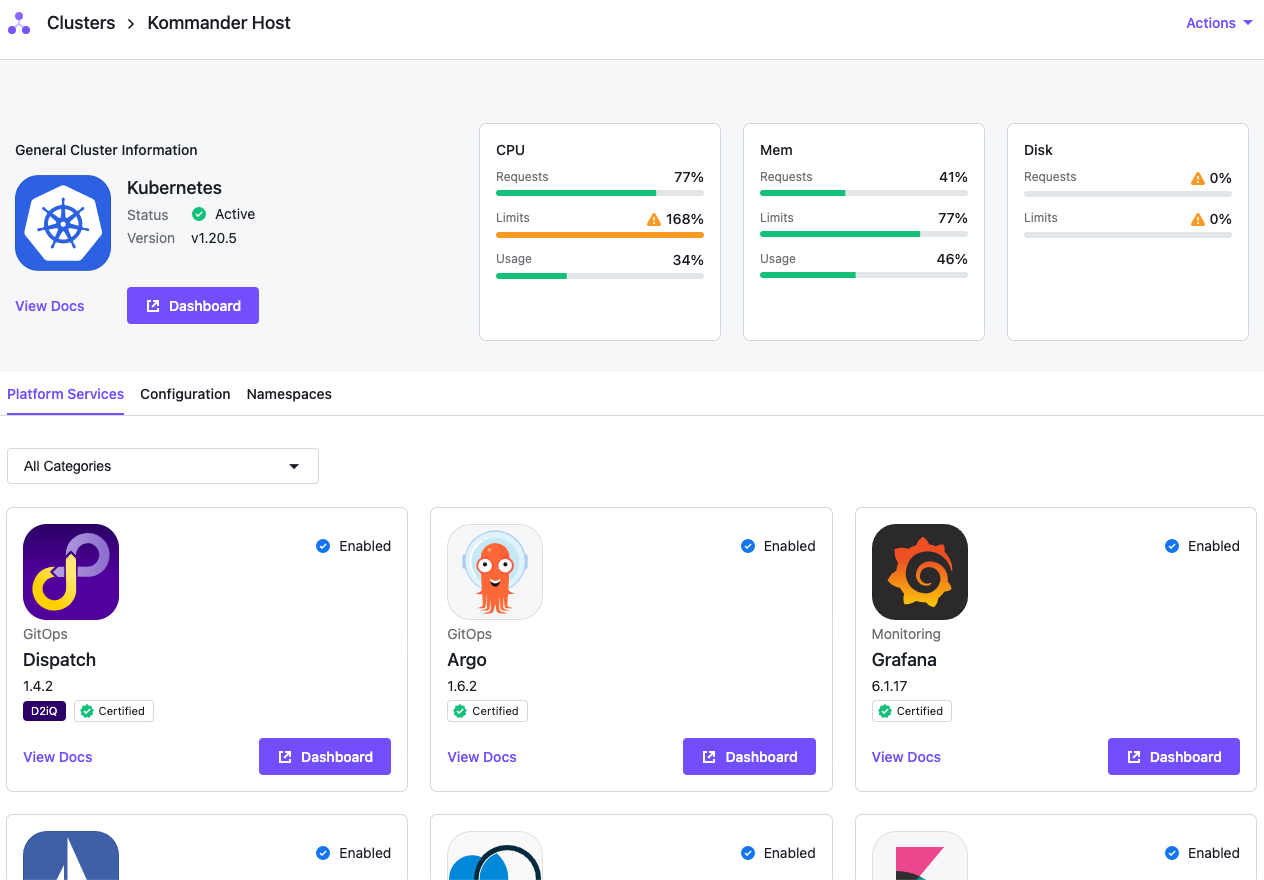 Clusters > Kommander Host
Actions
General Cluster Information
Kubernetes
Status Active
Version v1.20.5
View Docs
Dashboard
CPU
Requests 77%
Limits 168%
Usage 34%
Mem
Requests 41%
Limits 77%
Usage 46%
Disk
Requests 0%
Limits 0%
Platform Services Configuration Namespaces
All Categories
Enabled
GitOps
Dispatch
1.4.2
D2iQ Certified
View Docs
Dashboard
Enabled
GitOps
Argo
1.6.2
Certified
View Docs
Dashboard
Enabled
Monitoring
Grafana
6.1.17
Certified
View Docs
Dashboard
Enabled
Enabled
Enabled